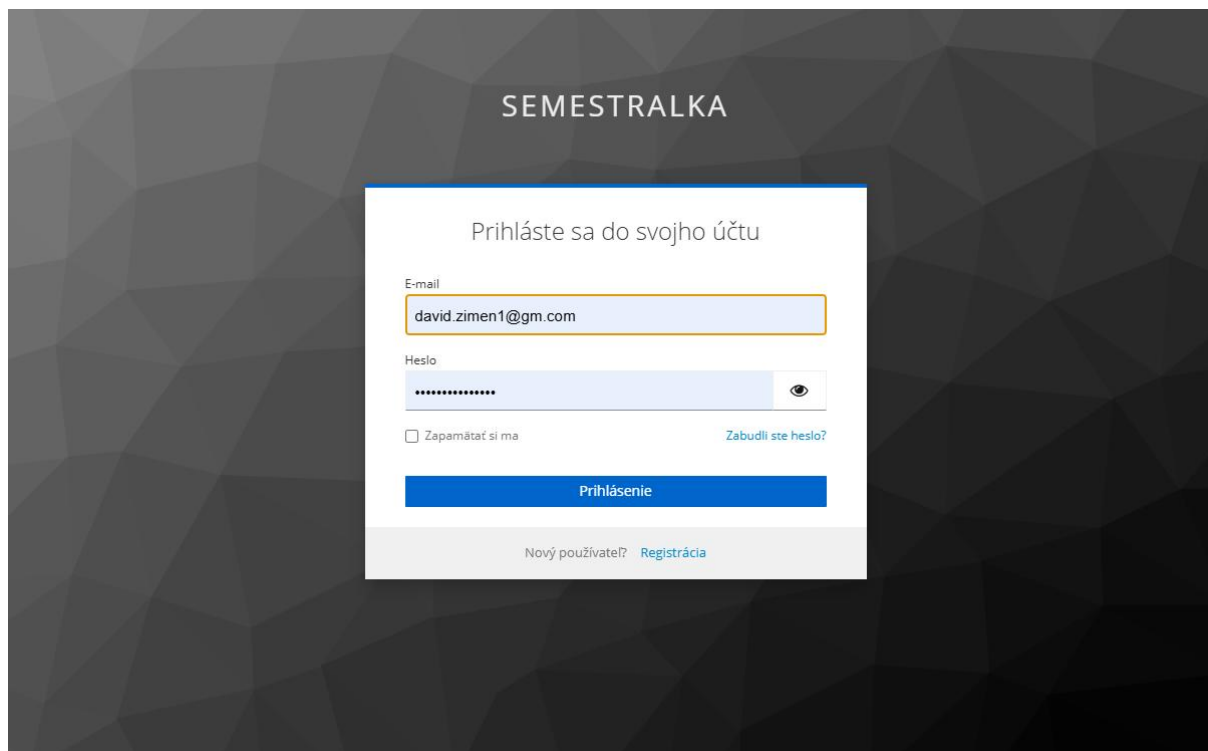 SEMESTRALKA
Prihláste sa do svojho účtu
E-mail
david.zimen1@gm.com
Heslo
•••••••••••••••
Zapamätať si ma
Zabudli ste heslo?
Prihlásenie
Nový používateľ? Registrácia